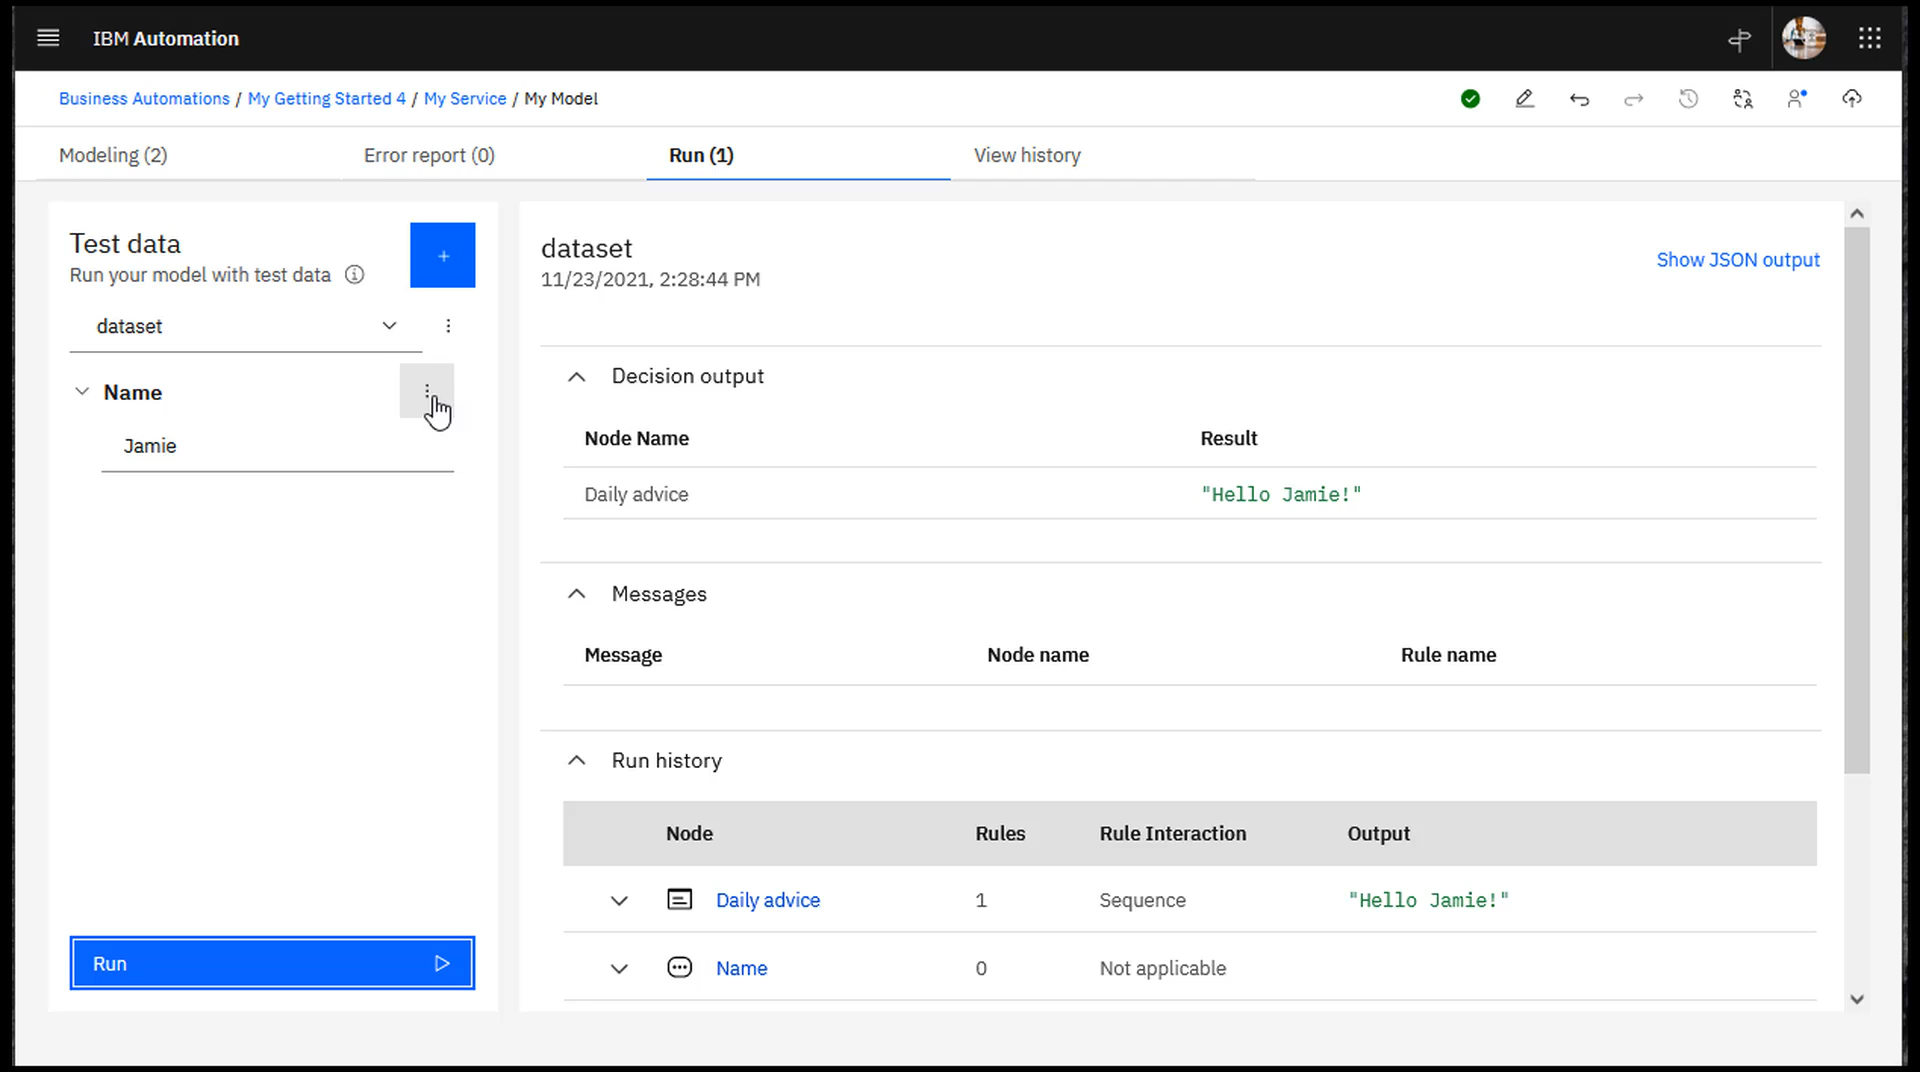 IBM Automation
Business Automations / My Getting Started 4 / My Service / My Model
Modeling (2)
Error report (0)
Run (1)
View history
Test data
Run your model with test data
+
dataset
Name
Jamie
Run
dataset
11/23/2021, 2:28:44 PM
Show JSON output
Decision output
Node Name Result
Daily advice "Hello Jamie!"
Messages
Message Node name Rule name
Run history
Node Rules Rule Interaction Output
Daily advice 1 Sequence "Hello Jamie!"
Name 0 Not applicable